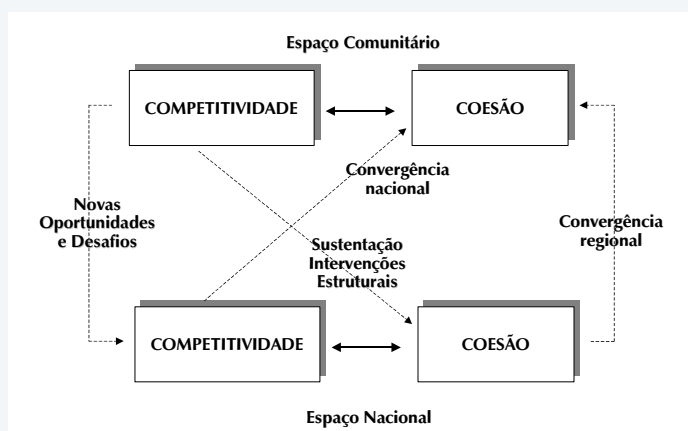 Espaço Comunitário
COMPETITIVIDADE
COESÃO
Convergência
nacional
Novas
Oportunidades
e Desafios
Convergência
regional
Sustentação
Intervenções
Estruturais
COMPETITIVIDADE
COESÃO
Espaço Nacional